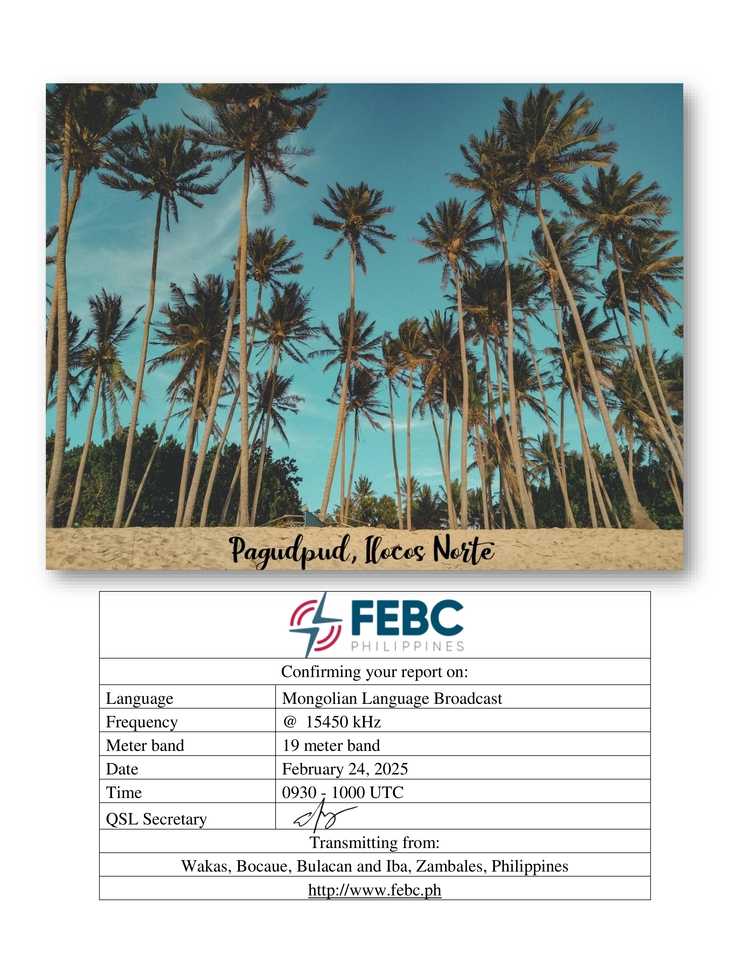 Pagudpud, Ilocos Norte
FEBC
PHILIPPINES
Confirming your report on:
Language Mongolian Language Broadcast
Frequency @ 15450 kHz
Meter band 19 meter band
Date February 24, 2025
Time 0930 - 1000 UTC
QSL Secretary
Transmitting from:
Wakas, Bocaue, Bulacan and Iba, Zambales, Philippines
http://www.febc.ph